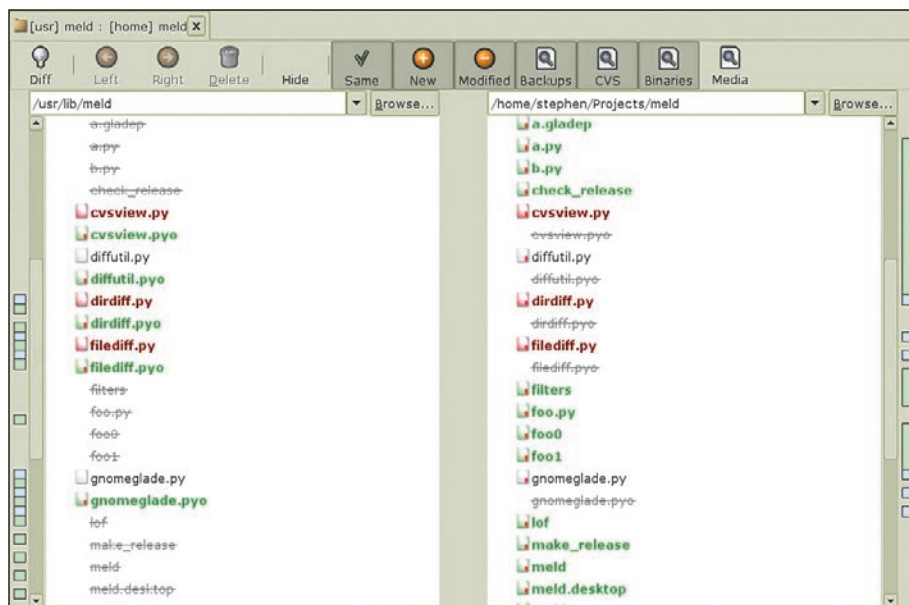 [usr] meld : [home] meld X
Diff Left Right Delete Hide Same New Modified Backups CVS Binaries Media
/usr/lib/meld Browse... /home/stephen/Projects/meld Browse...
a.gladep
a.py
b.py
check_release
cvsview.py
cvsview.pyo
diffutil.py
diffutil.pyo
dirdiff.py
dirdiff.pyo
filediff.py
filediff.pyo
filters
foo.py
foo0
foo1
gnomeglade.py
gnomeglade.pyo
lof
make_release
meld
meld.desktop
a.gladep
a.py
b.py
check_release
cvsview.py
cvsview.pyo
diffutil.py
diffutil.pyo
dirdiff.py
dirdiff.pyo
filediff.py
filediff.pyo
filters
foo.py
foo0
foo1
gnomeglade.py
gnomeglade.pyo
lof
make_release
meld
meld.desktop